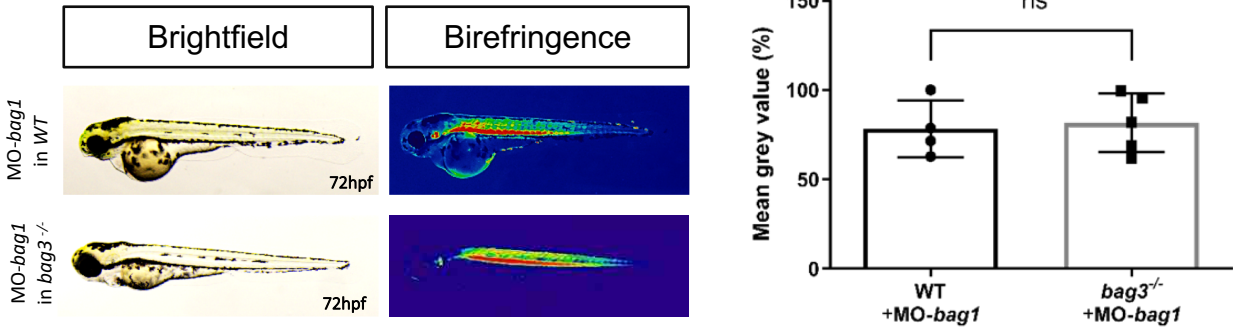 Brightfield
Birefringence
MO-bag1
in WT
72hpf
MO-bag1
in bag3 -/-
72hpf
Mean grey value (%)
150
100
50
0
ns
WT
+MO-bag1
bag3-/-
+MO-bag1